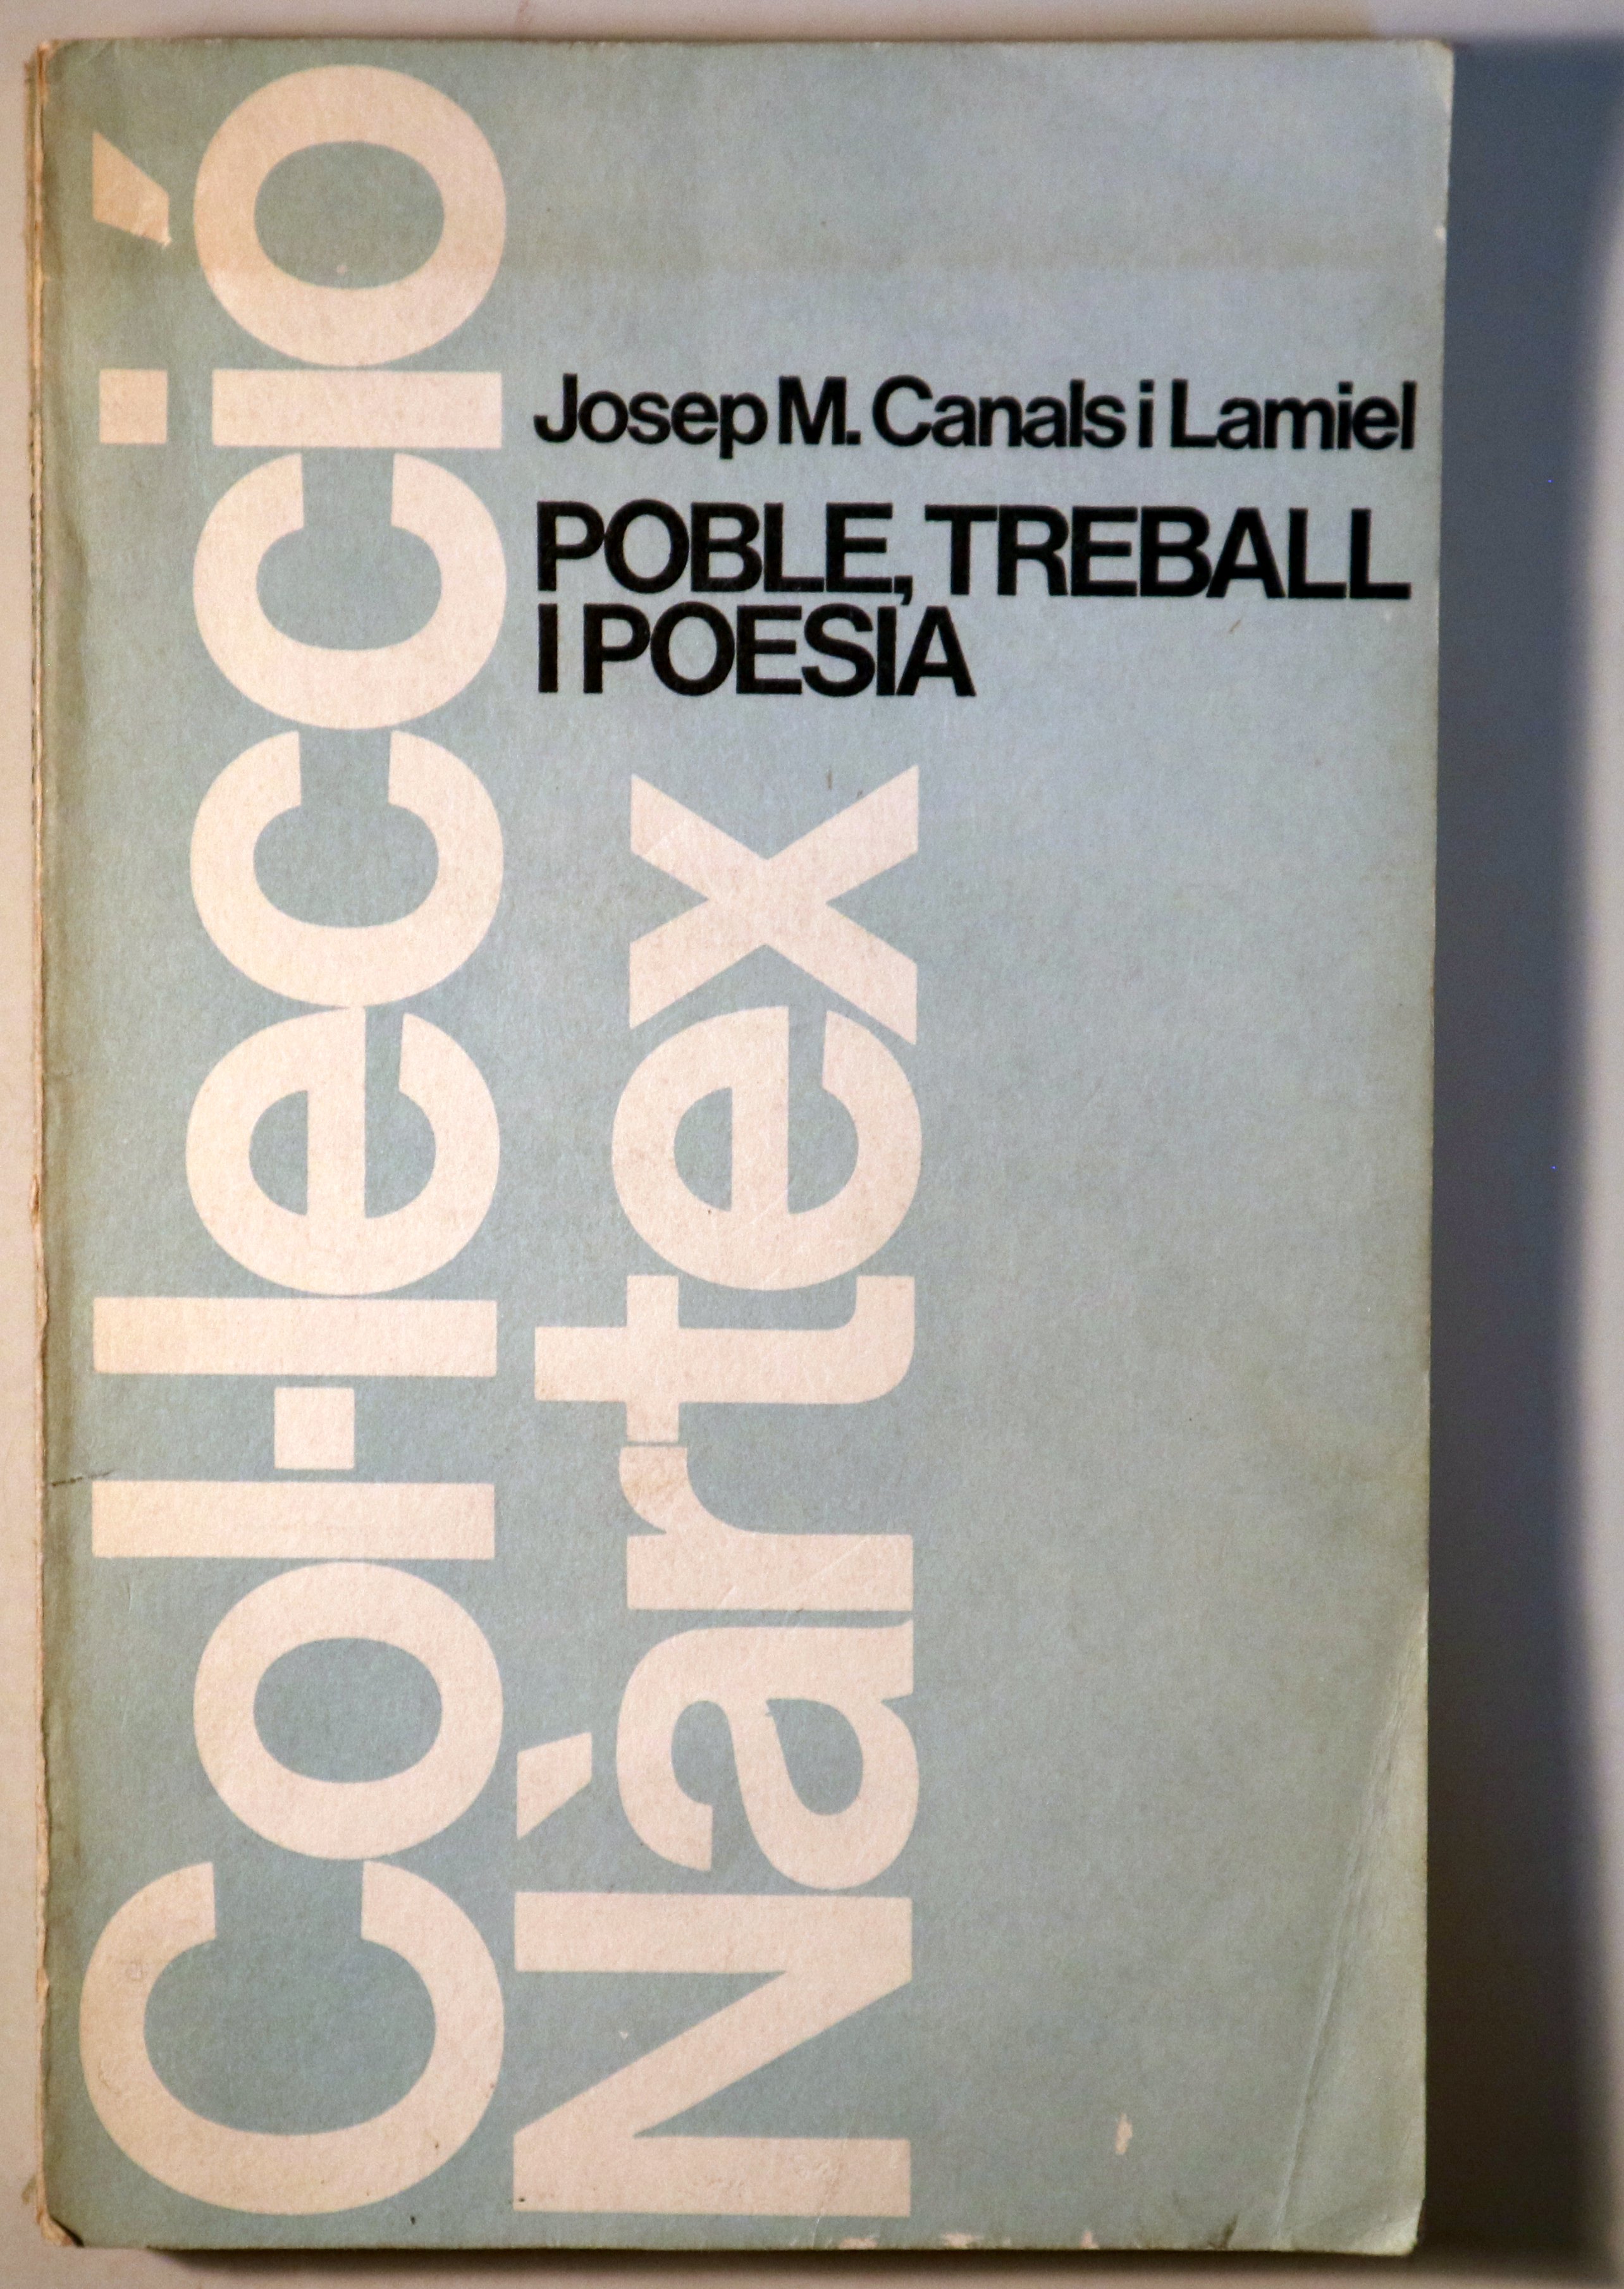 Col·lecció
Nàrtex
Josep M. Canals i Lamiel
POBLE, TREBALL
I POESIA